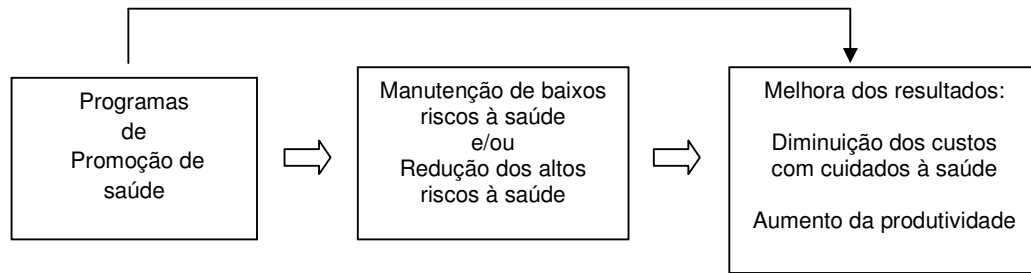 Programas
de
Promoção de
saúde
Manutenção de baixos
riscos à saúde
e/ou
Redução dos altos
riscos à saúde
Melhora dos resultados:
Diminuição dos custos
com cuidados à saúde
Aumento da produtividade